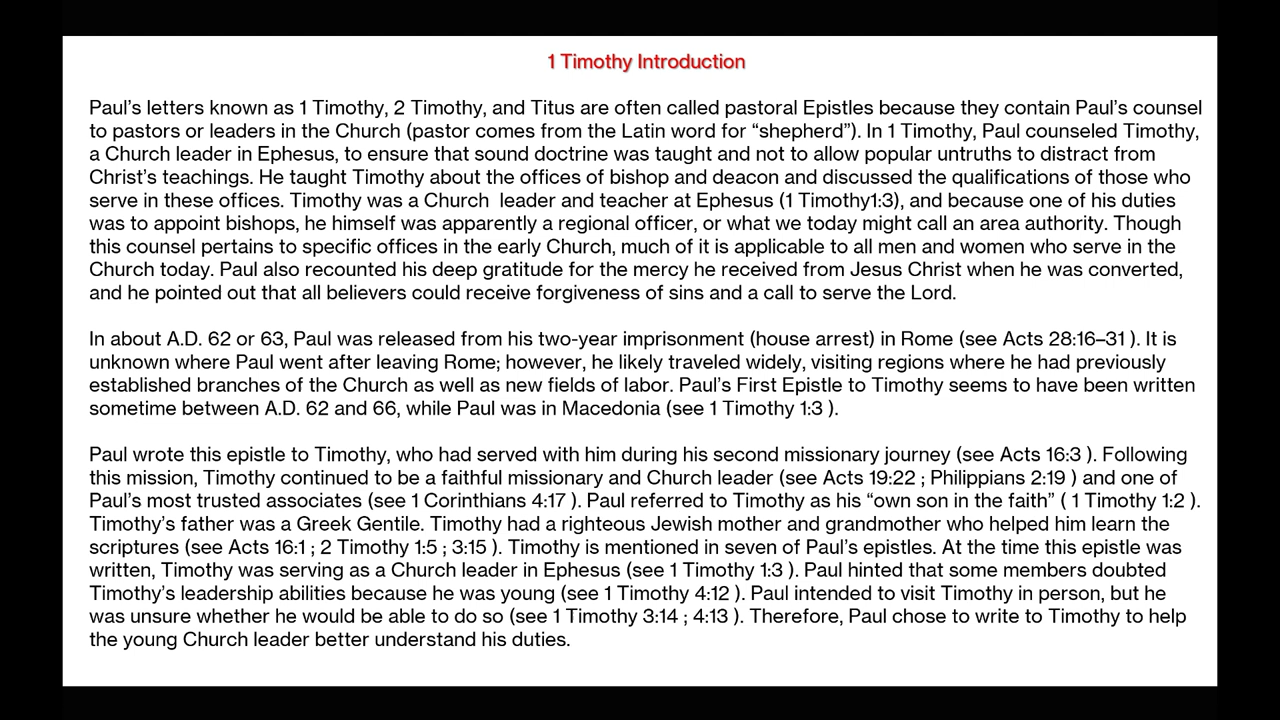 1 Timothy Introduction
Paul’s letters known as 1 Timothy, 2 Timothy, and Titus are often called pastoral Epistles because they contain Paul’s counsel
to pastors or leaders in the Church (pastor comes from the Latin word for “shepherd”). In 1 Timothy, Paul counseled Timothy,
a Church leader in Ephesus, to ensure that sound doctrine was taught and not to allow popular untruths to distract from
Christ’s teachings. He taught Timothy about the offices of bishop and deacon and discussed the qualifications of those who
serve in these offices. Timothy was a Church  leader and teacher at Ephesus (1 Timothy1:3), and because one of his duties
was to appoint bishops, he himself was apparently a regional officer, or what we today might call an area authority. Though
this counsel pertains to specific offices in the early Church, much of it is applicable to all men and women who serve in the
Church today. Paul also recounted his deep gratitude for the mercy he received from Jesus Christ when he was converted,
and he pointed out that all believers could receive forgiveness of sins and a call to serve the Lord.
In about A.D. 62 or 63, Paul was released from his two-year imprisonment (house arrest) in Rome (see Acts 28:16–31 ). It is
unknown where Paul went after leaving Rome; however, he likely traveled widely, visiting regions where he had previously
established branches of the Church as well as new fields of labor. Paul’s First Epistle to Timothy seems to have been written
sometime between A.D. 62 and 66, while Paul was in Macedonia (see 1 Timothy 1:3 ).
Paul wrote this epistle to Timothy, who had served with him during his second missionary journey (see Acts 16:3 ). Following
this mission, Timothy continued to be a faithful missionary and Church leader (see Acts 19:22 ; Philippians 2:19 ) and one of
Paul’s most trusted associates (see 1 Corinthians 4:17 ). Paul referred to Timothy as his “own son in the faith” ( 1 Timothy 1:2 ).
Timothy’s father was a Greek Gentile. Timothy had a righteous Jewish mother and grandmother who helped him learn the
scriptures (see Acts 16:1 ; 2 Timothy 1:5 ; 3:15 ). Timothy is mentioned in seven of Paul’s epistles. At the time this epistle was
written, Timothy was serving as a Church leader in Ephesus (see 1 Timothy 1:3 ). Paul hinted that some members doubted
Timothy’s leadership abilities because he was young (see 1 Timothy 4:12 ). Paul intended to visit Timothy in person, but he
was unsure whether he would be able to do so (see 1 Timothy 3:14 ; 4:13 ). Therefore, Paul chose to write to Timothy to help
the young Church leader better understand his duties.